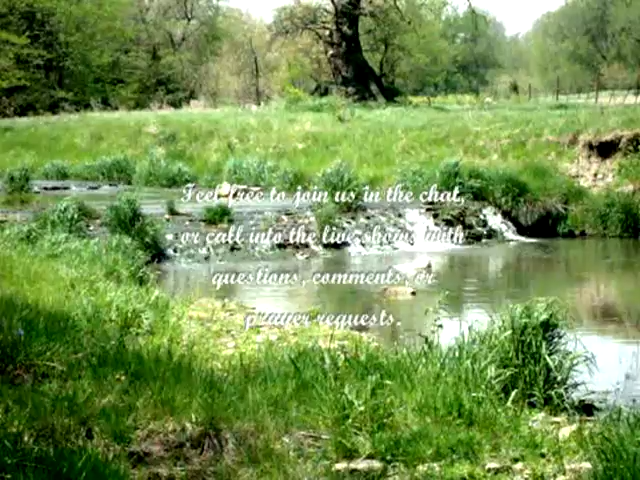 Feel free to join us in the chat,
or call into the live show with
questions, comments, or
prayer requests.